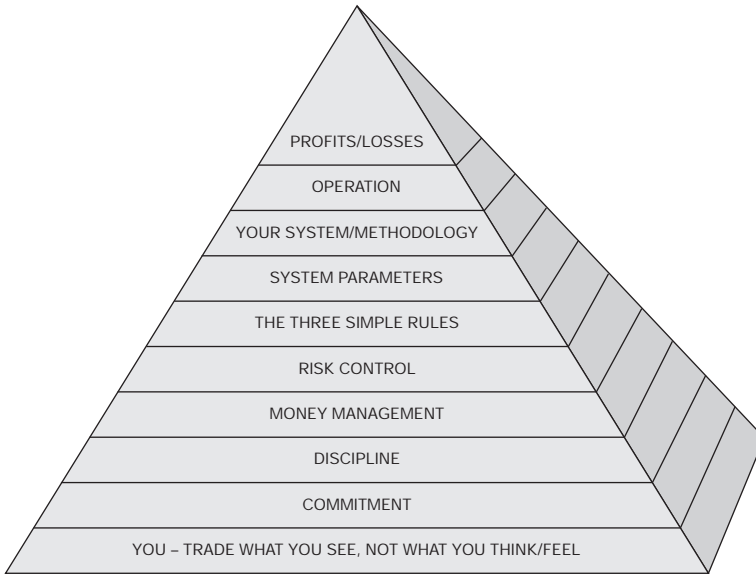 PROFITS/LOSSES
OPERATION
YOUR SYSTEM/METHODOLOGY
SYSTEM PARAMETERS
THE THREE SIMPLE RULES
RISK CONTROL
MONEY MANAGEMENT
DISCIPLINE
COMMITMENT
YOU – TRADE WHAT YOU SEE, NOT WHAT YOU THINK/FEEL